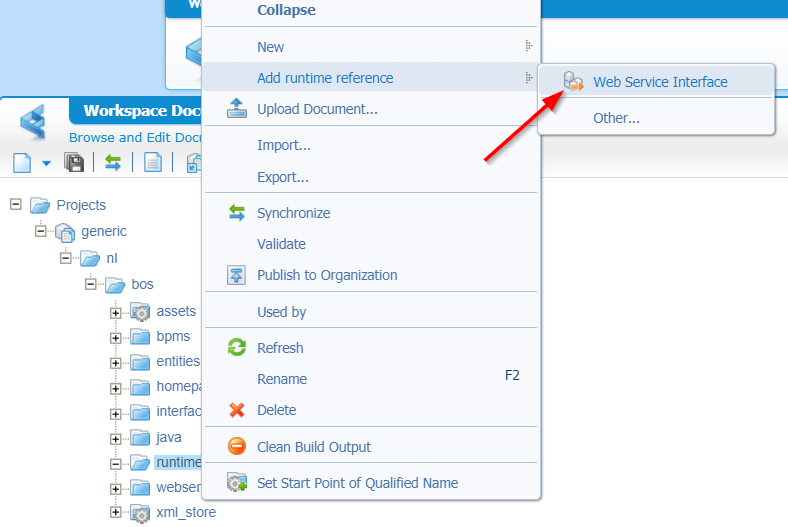 Collapse
New
Add runtime reference
Web Service Interface
Upload Document...
Other...
Workspace Docu
Browse and Edit Docu
Import...
Export...
Projects
Synchronize
generic
Validate
nl
Publish to Organization
bos
assets
Used by
bpms
Refresh
entities
Rename F2
homepa
interfac
Delete
java
Clean Build Output
runtime
webser
Set Start Point of Qualified Name
xml_store